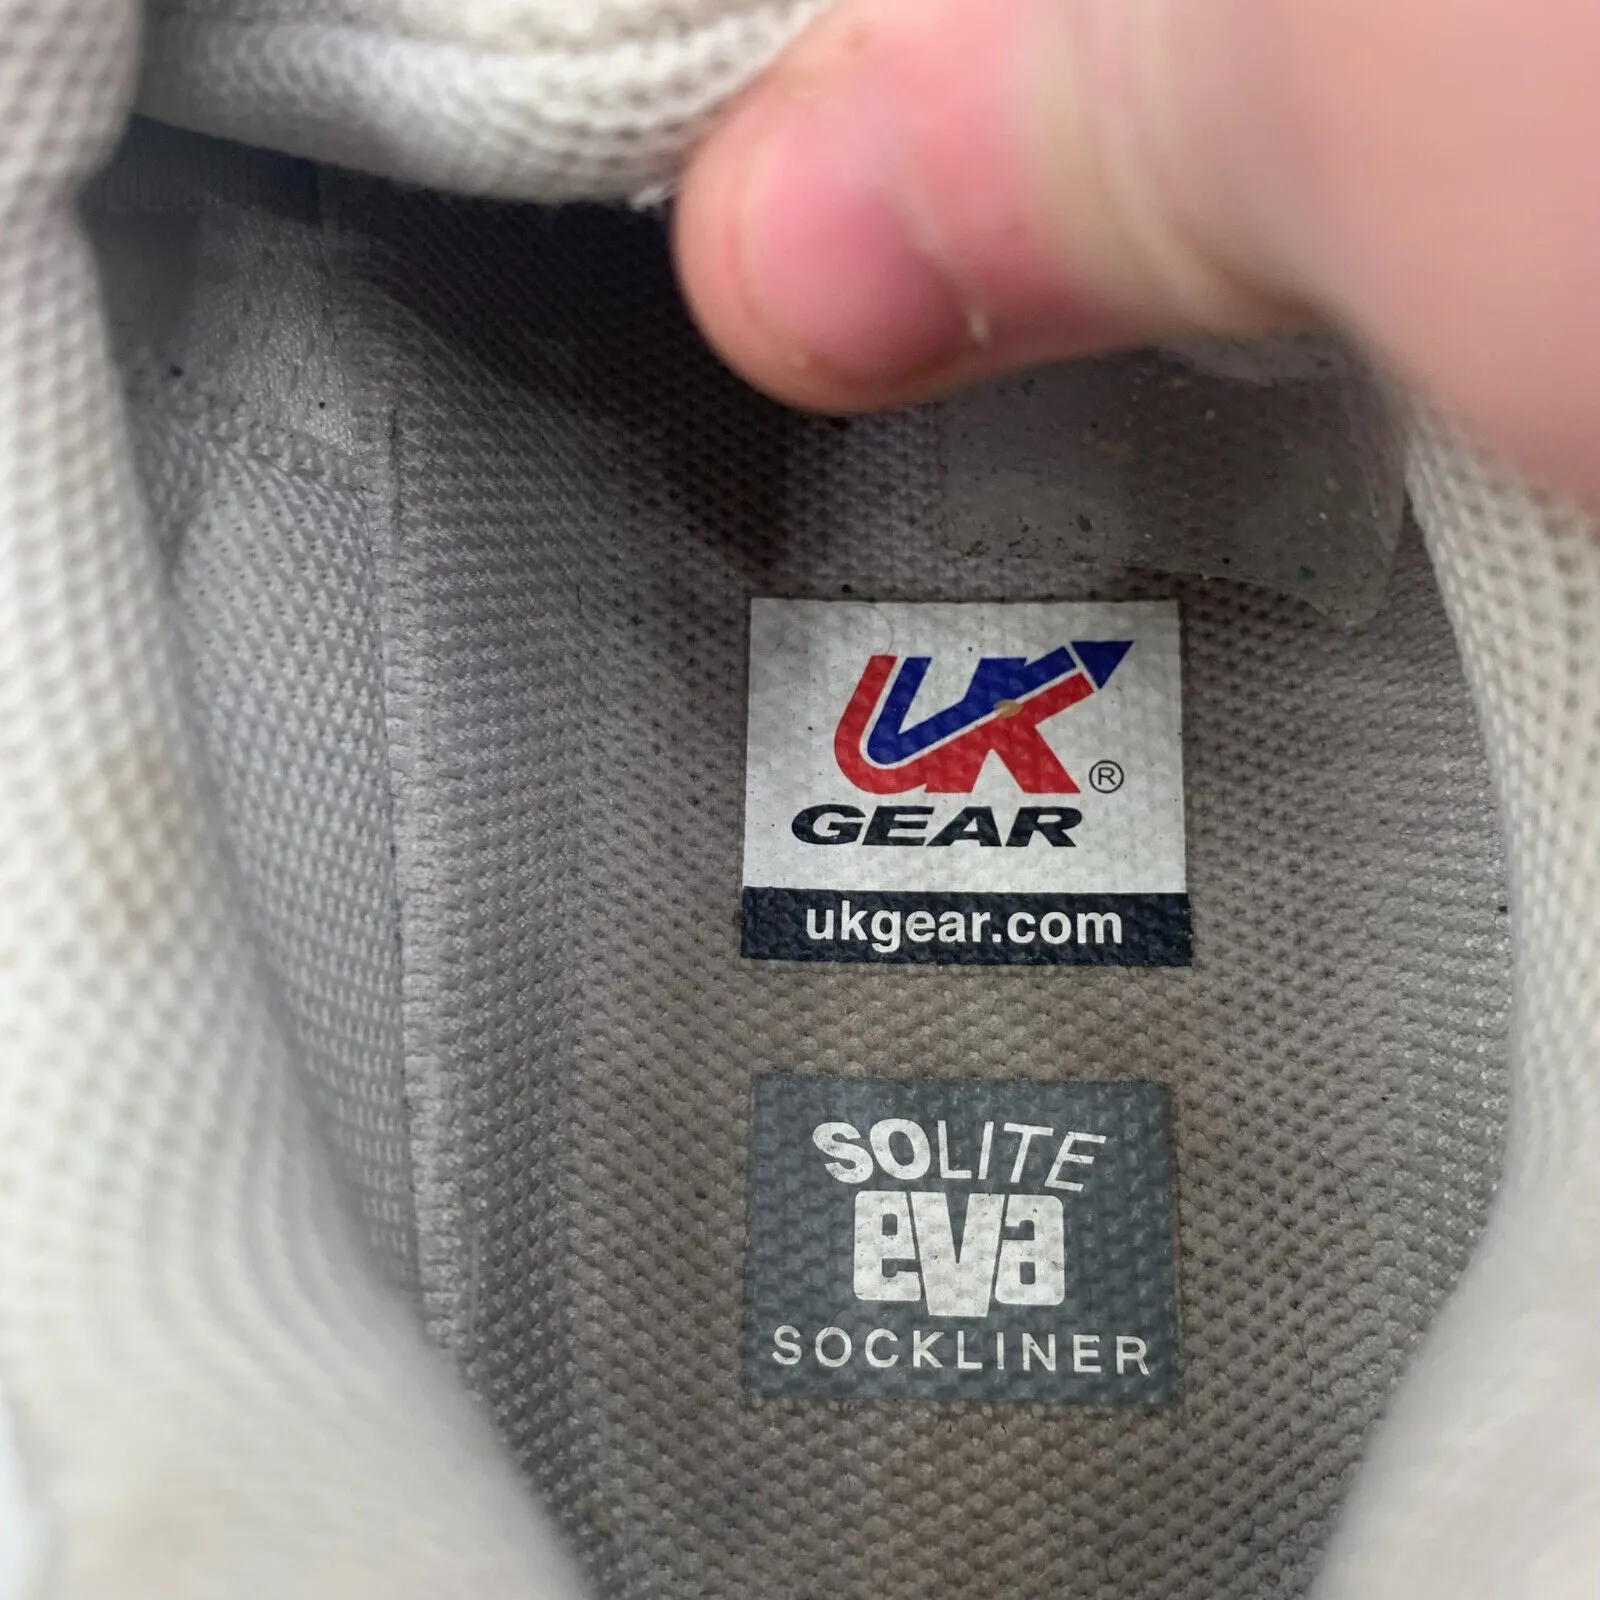 UK
GEAR®
ukgear.com
SOLITE
eva
SOCKLINER